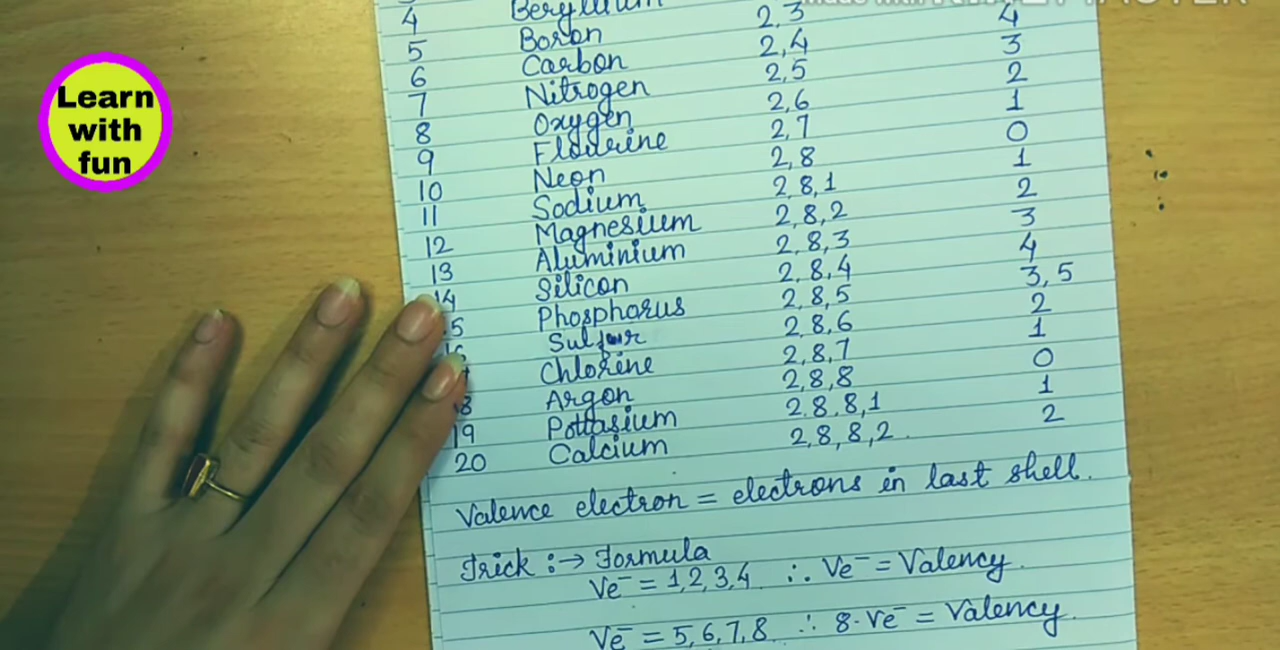 Made with KINEMASTER
Learn
with
fun
4 Beryllium
5 Boron 2,3
6 Carbon 2,4 4
7 Nitrogen 2,5 3
8 Oxygen 2,6 2
9 Flourine 2,7 1
10 Neon 2,8 0
11 Sodium 2,8,1 1
12 Magnesium 2,8,2 2
13 Aluminium 2,8,3 3
14 Silicon 2,8,4 4
5 Phosphorus 2,8,5 3,5
Sulfur 2,8,6 2
Chlorine 2,8,7 1
8 Argon 2,8,8 0
19 Pottasium 2,8,8,1 1
20 Calcium 2,8,8,2 2
Valence electron = electrons in last shell.
Trick :→ Formula
Ve⁻ = 1,2,3,4 ∴ Ve⁻ = Valency.
Ve⁻ = 5,6,7,8 ∴ 8-Ve⁻ = Valency.